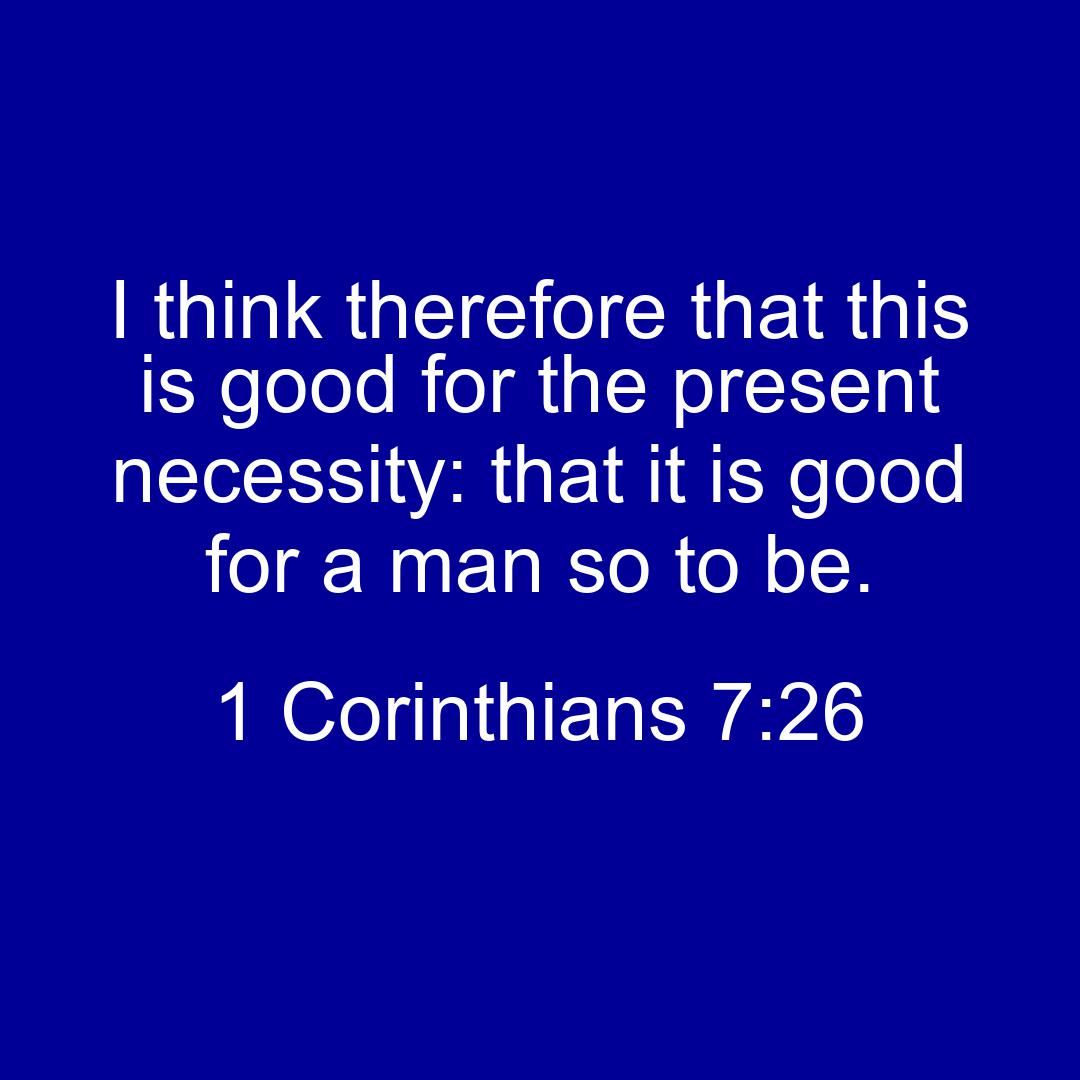 I think therefore that this
is good for the present
necessity: that it is good
for a man so to be.
1 Corinthians 7:26